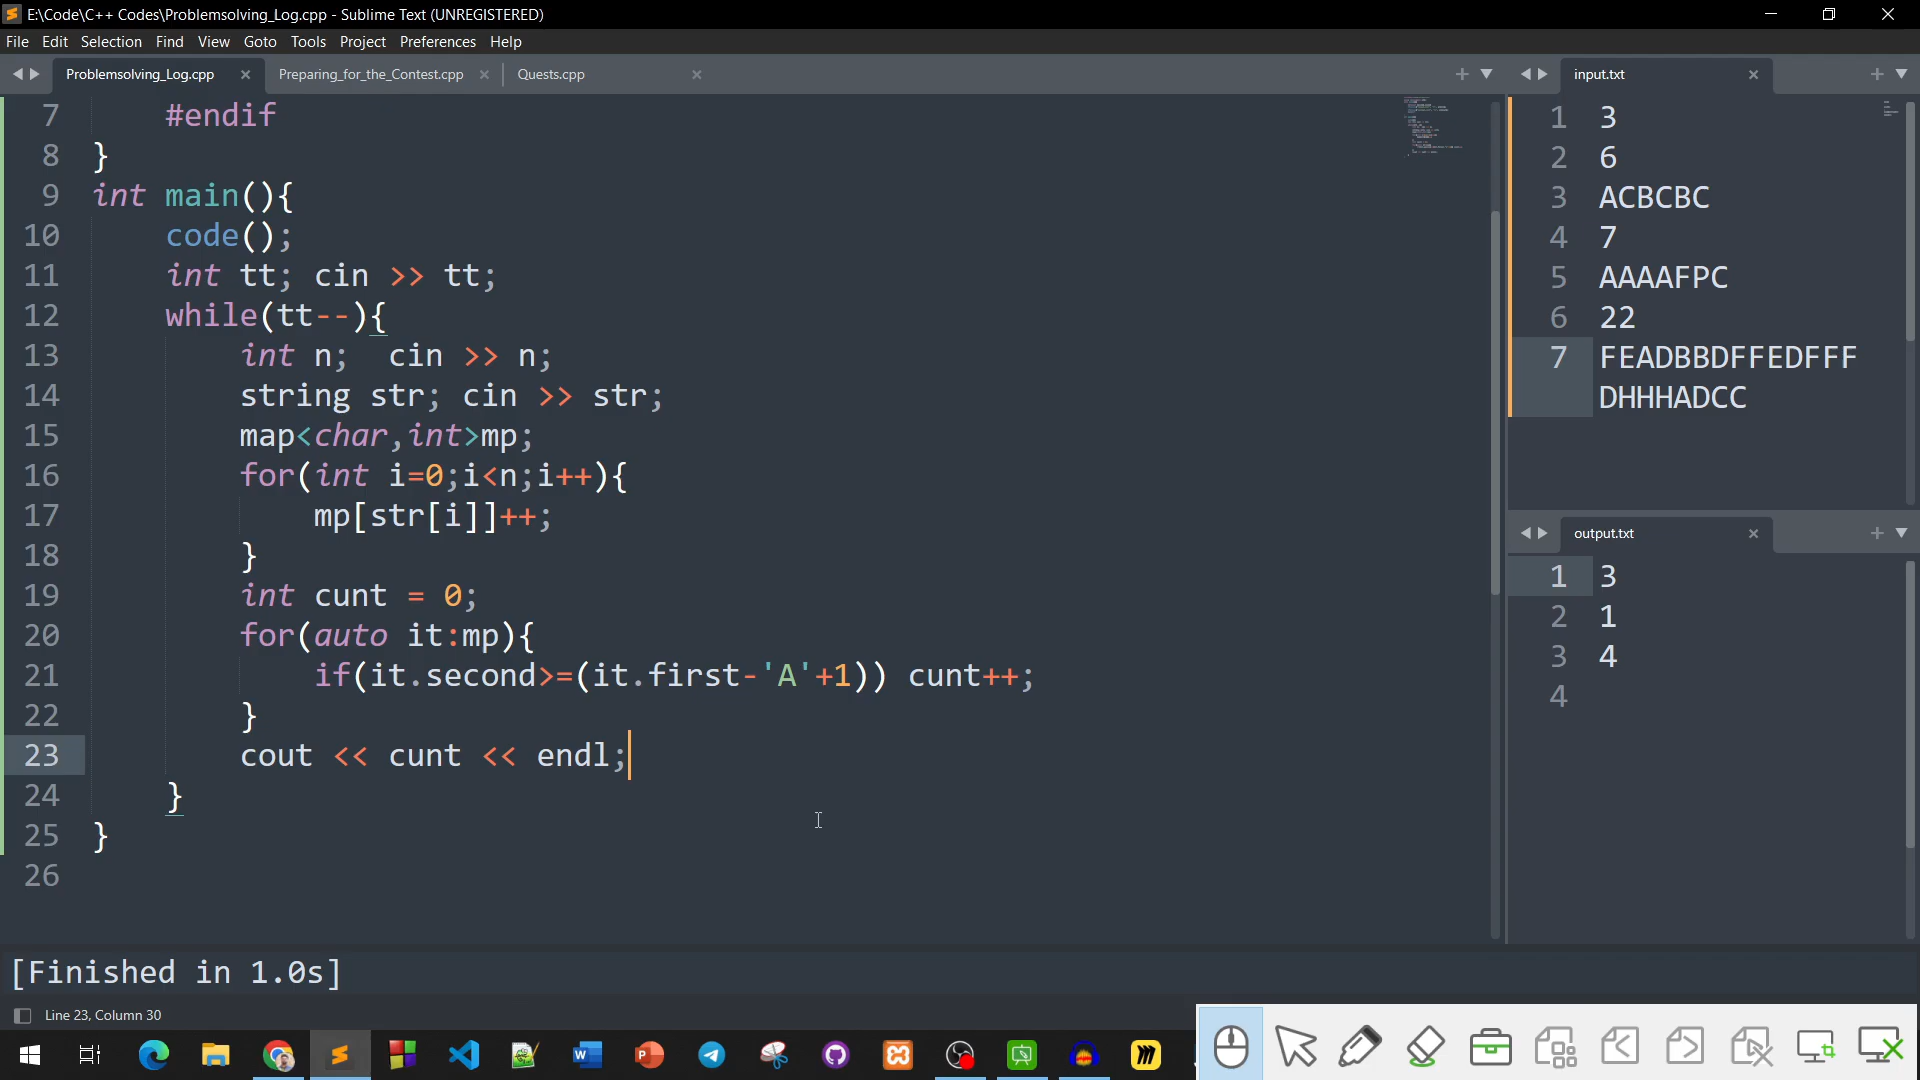 E:\Code\C++ Codes\Problemsolving_Log.cpp - Sublime Text (UNREGISTERED)
File Edit Selection Find View Goto Tools Project Preferences Help
Problemsolving_Log.cpp Preparing_for_the_Contest.cpp Quests.cpp
7 #endif
8 }
9 int main(){
10 code();
11 int tt; cin >> tt;
12 while(tt--){
13 int n;  cin >> n;
14 string str; cin >> str;
15 map<char,int>mp;
16 for(int i=0;i<n;i++){
17 mp[str[i]]++;
18 }
19 int cunt = 0;
20 for(auto it:mp){
21 if(it.second>=(it.first-'A'+1)) cunt++;
22 }
23 cout << cunt << endl;
24 }
25 }
26
input.txt
1 3
2 6
3 ACBCBC
4 7
5 AAAAFPC
6 22
7 FEADBBDFFEDFFF
DHHHADCC
output.txt
1 3
2 1
3 4
4
[Finished in 1.0s]
Line 23, Column 30